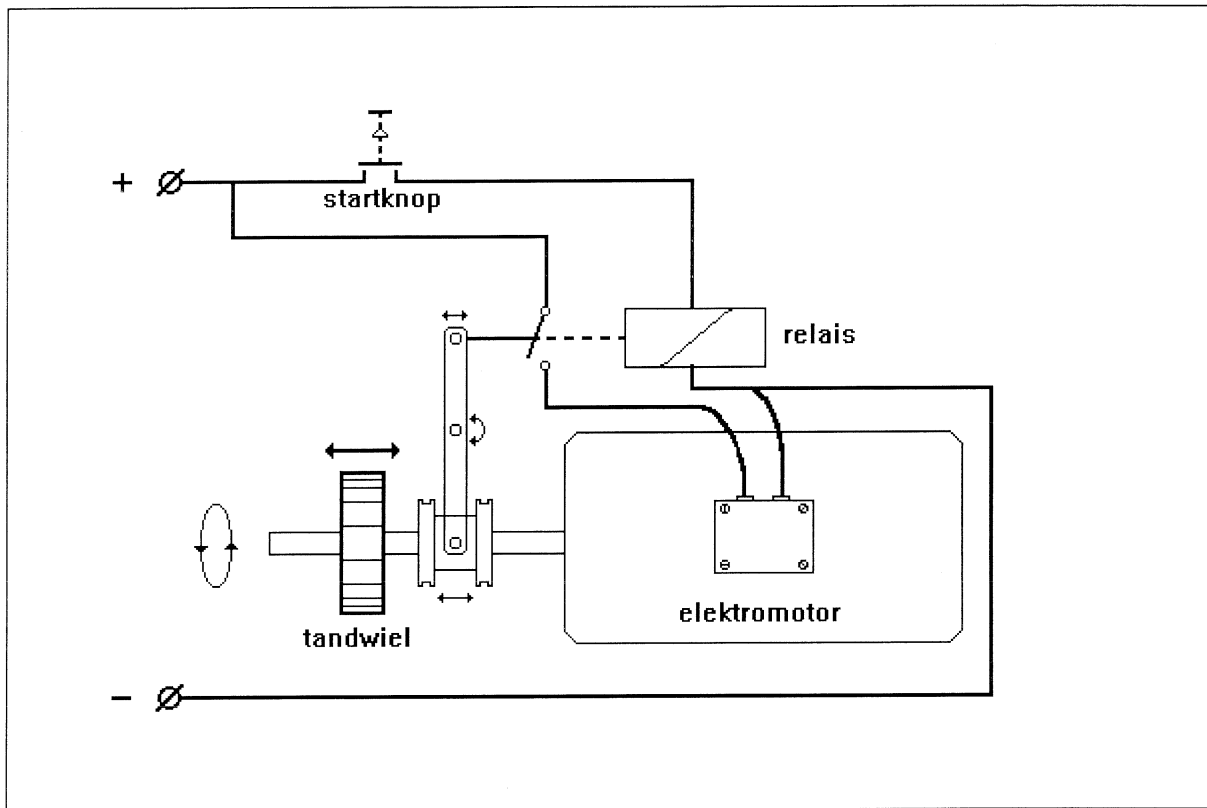 +
startknop
relais
tandwiel
elektromotor
−